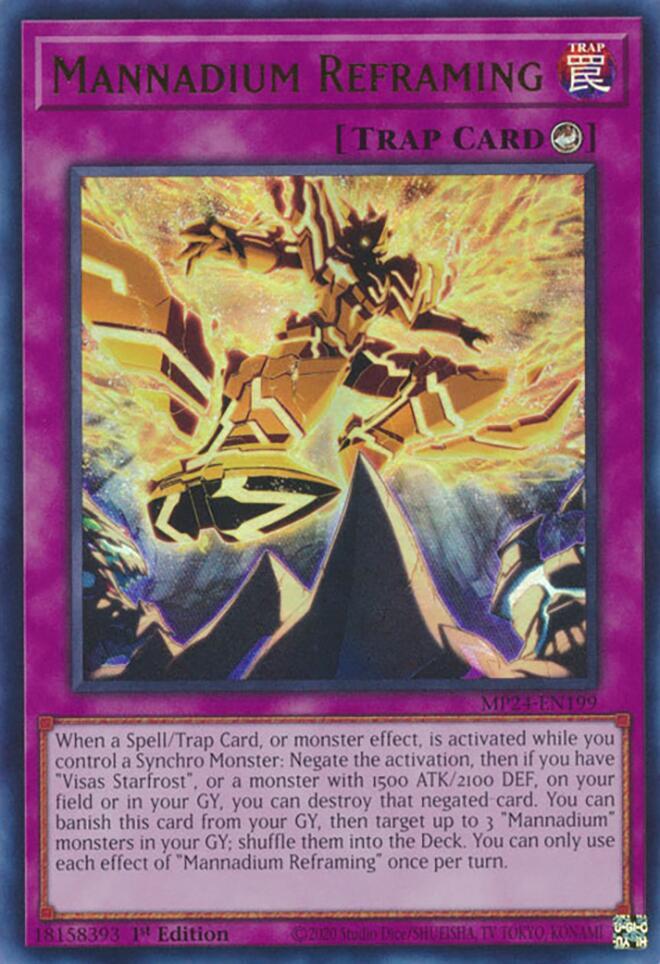 MANNADIUM REFRAMING
TRAP
罠
[TRAP CARD]
MP24-EN199
When a Spell/Trap Card, or monster effect, is activated while you
control a Synchro Monster: Negate the activation, then if you have
"Visas Starfrost", or a monster with 1500 ATK/2100 DEF, on your
field or in your GY, you can destroy that negated card. You can
banish this card from your GY, then target up to 3 "Mannadium"
monsters in your GY; shuffle them into the Deck. You can only use
each effect of "Mannadium Reframing" once per turn.
18158393 1st Edition ©2020 Studio Dice/SHUEISHA, TV TOKYO, KONAMI